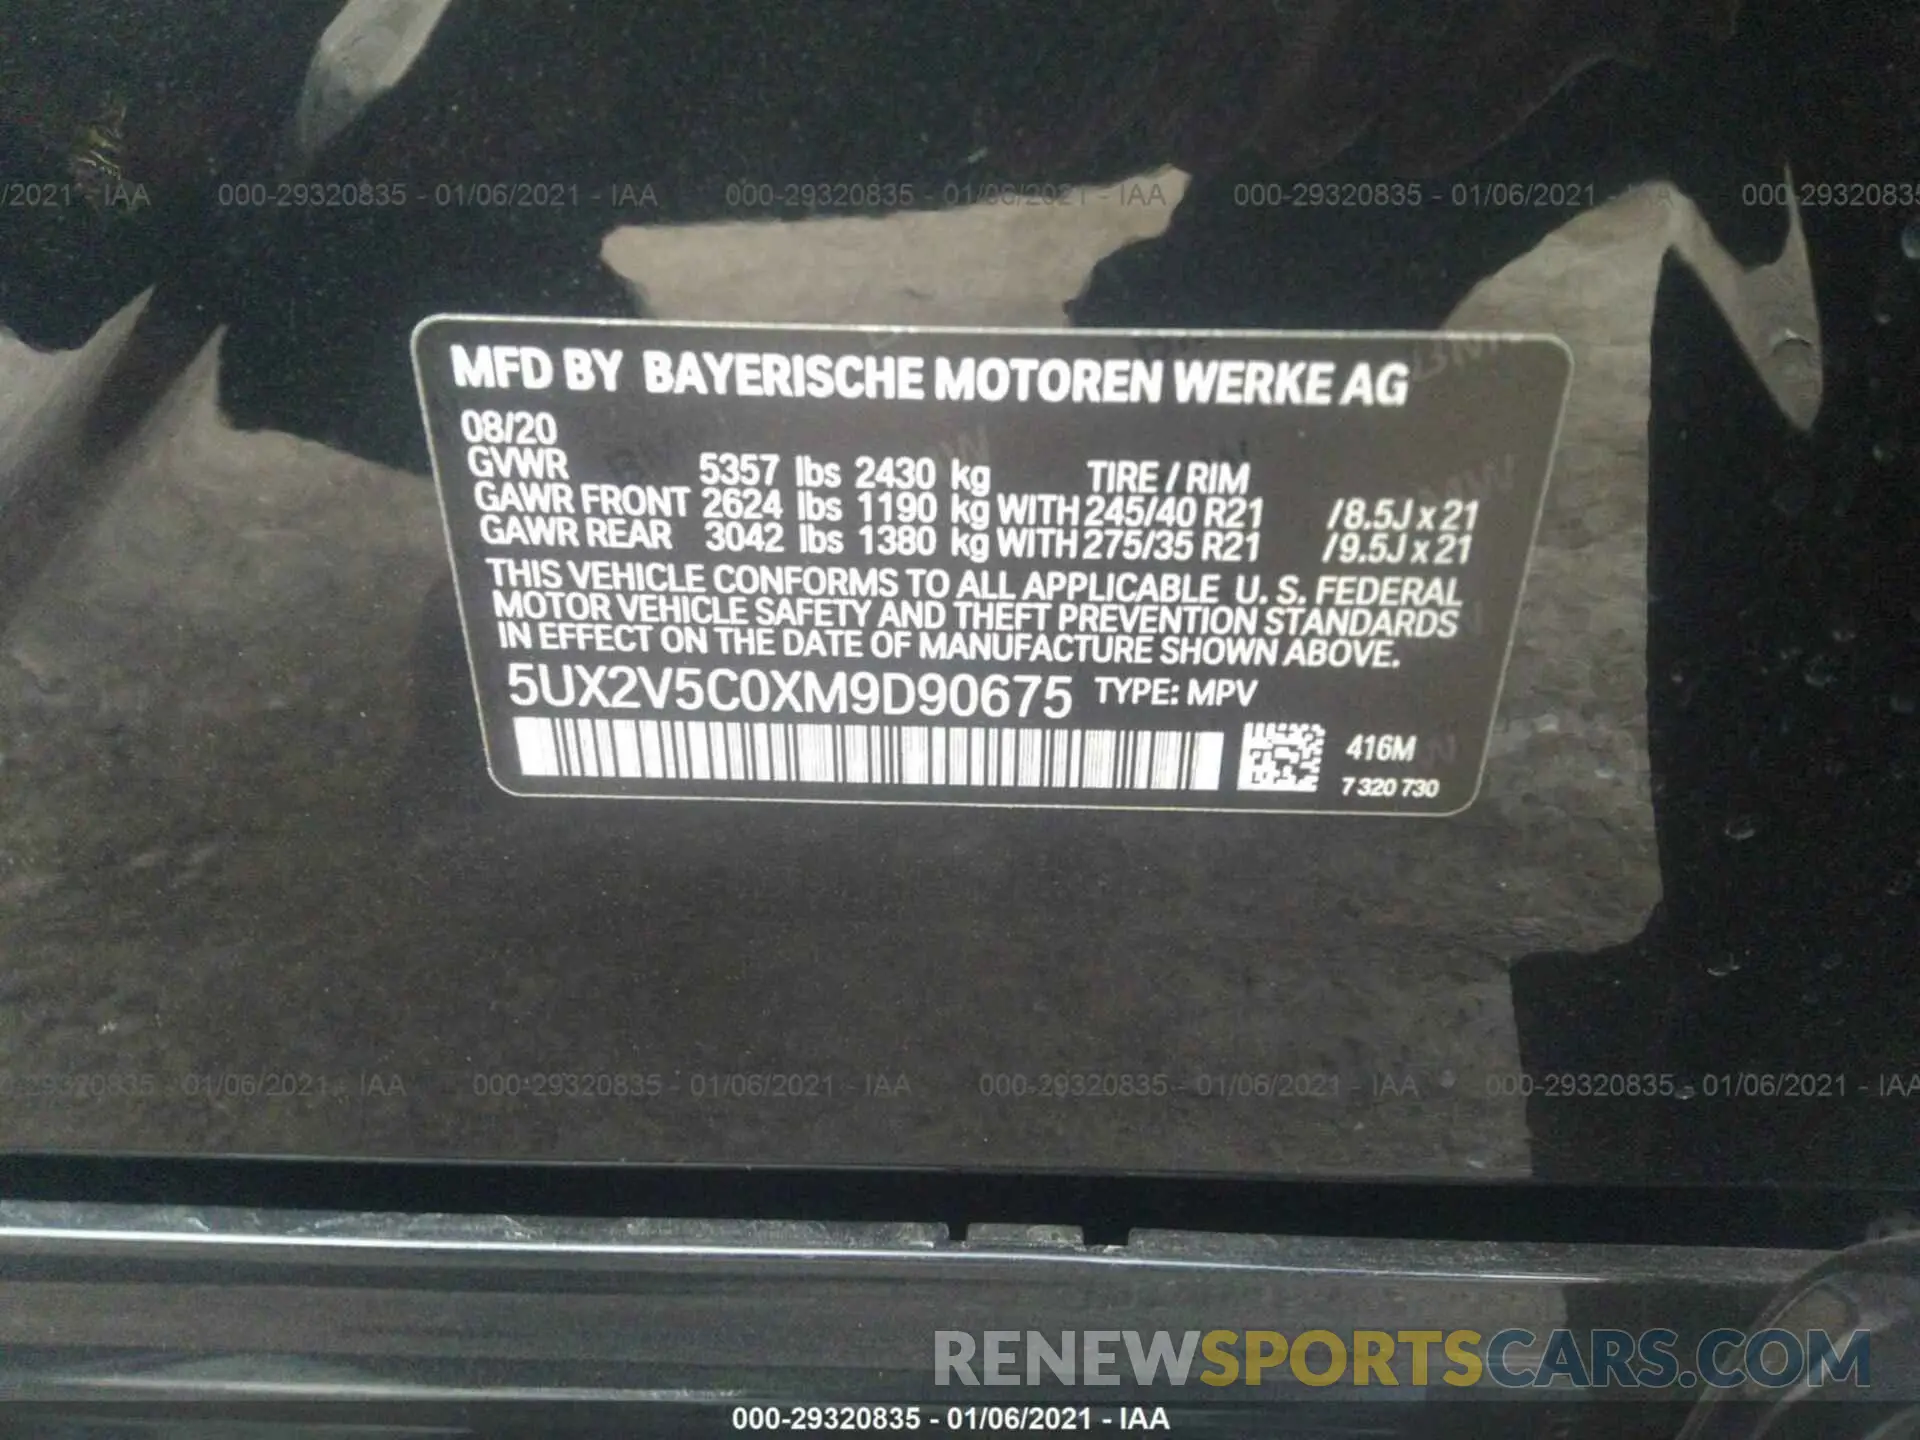 /2021 - IAA 000-29320835 - 01/06/2021 - IAA 000-29320835 - 01/06/2021 - IAA 000-29320835 - 01/06/2021 - IAA 000-2932083
MFD BY BAYERISCHE MOTOREN WERKE AG
08/20
GVWR 5357 lbs 2430 kg TIRE / RIM
GAWR FRONT 2624 lbs 1190 kg WITH 245/40 R21 /8.5J x 21
GAWR REAR 3042 lbs 1380 kg WITH 275/35 R21 /9.5J x 21
THIS VEHICLE CONFORMS TO ALL APPLICABLE U. S. FEDERAL
MOTOR VEHICLE SAFETY AND THEFT PREVENTION STANDARDS
IN EFFECT ON THE DATE OF MANUFACTURE SHOWN ABOVE.
5UX2V5C0XM9D90675 TYPE: MPV
416M
7 320 730
-29320835 - 01/06/2021 - IAA 000-29320835 - 01/06/2021 - IAA 000-29320835 - 01/06/2021 - IAA 000-29320835 - 01/06/2021 - IAA
RENEWSPORTSCARS.COM
000-29320835 - 01/06/2021 - IAA